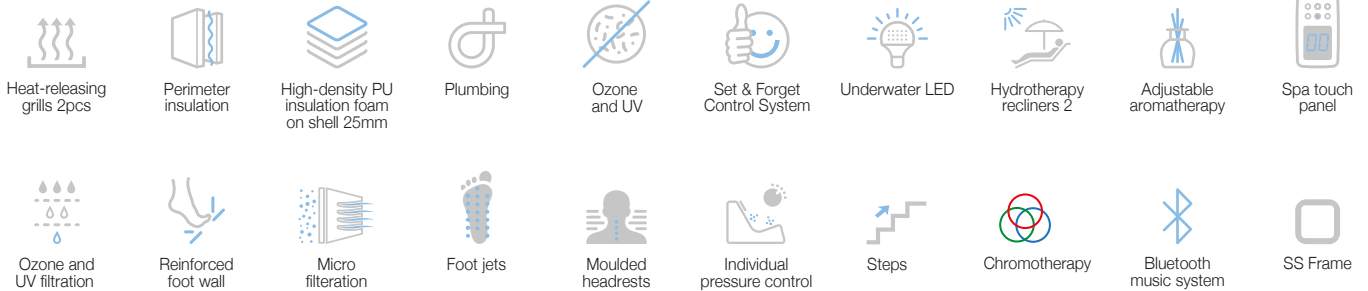 00
Heat-releasing
grills 2pcs
Perimeter
insulation
High-density PU
insulation foam
on shell 25mm
Plumbing
Ozone
and UV
Set & Forget
Control System
Underwater LED
Hydrotherapy
recliners 2
Adjustable
aromatherapy
Spa touch
panel
Ozone and
UV filtration
Reinforced
foot wall
Micro
filteration
Foot jets
Moulded
headrests
Individual
pressure control
Steps
Chromotherapy
Bluetooth
music system
SS Frame